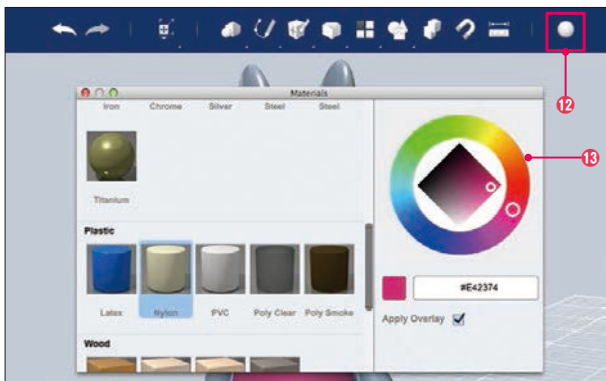 Materials
12
Iron Chrome Silver Steel Steel
13
Titanium
Plastic
Latex Nylon PVC Poly Clear Poly Smoke
#E42374
Apply Overlay
Wood